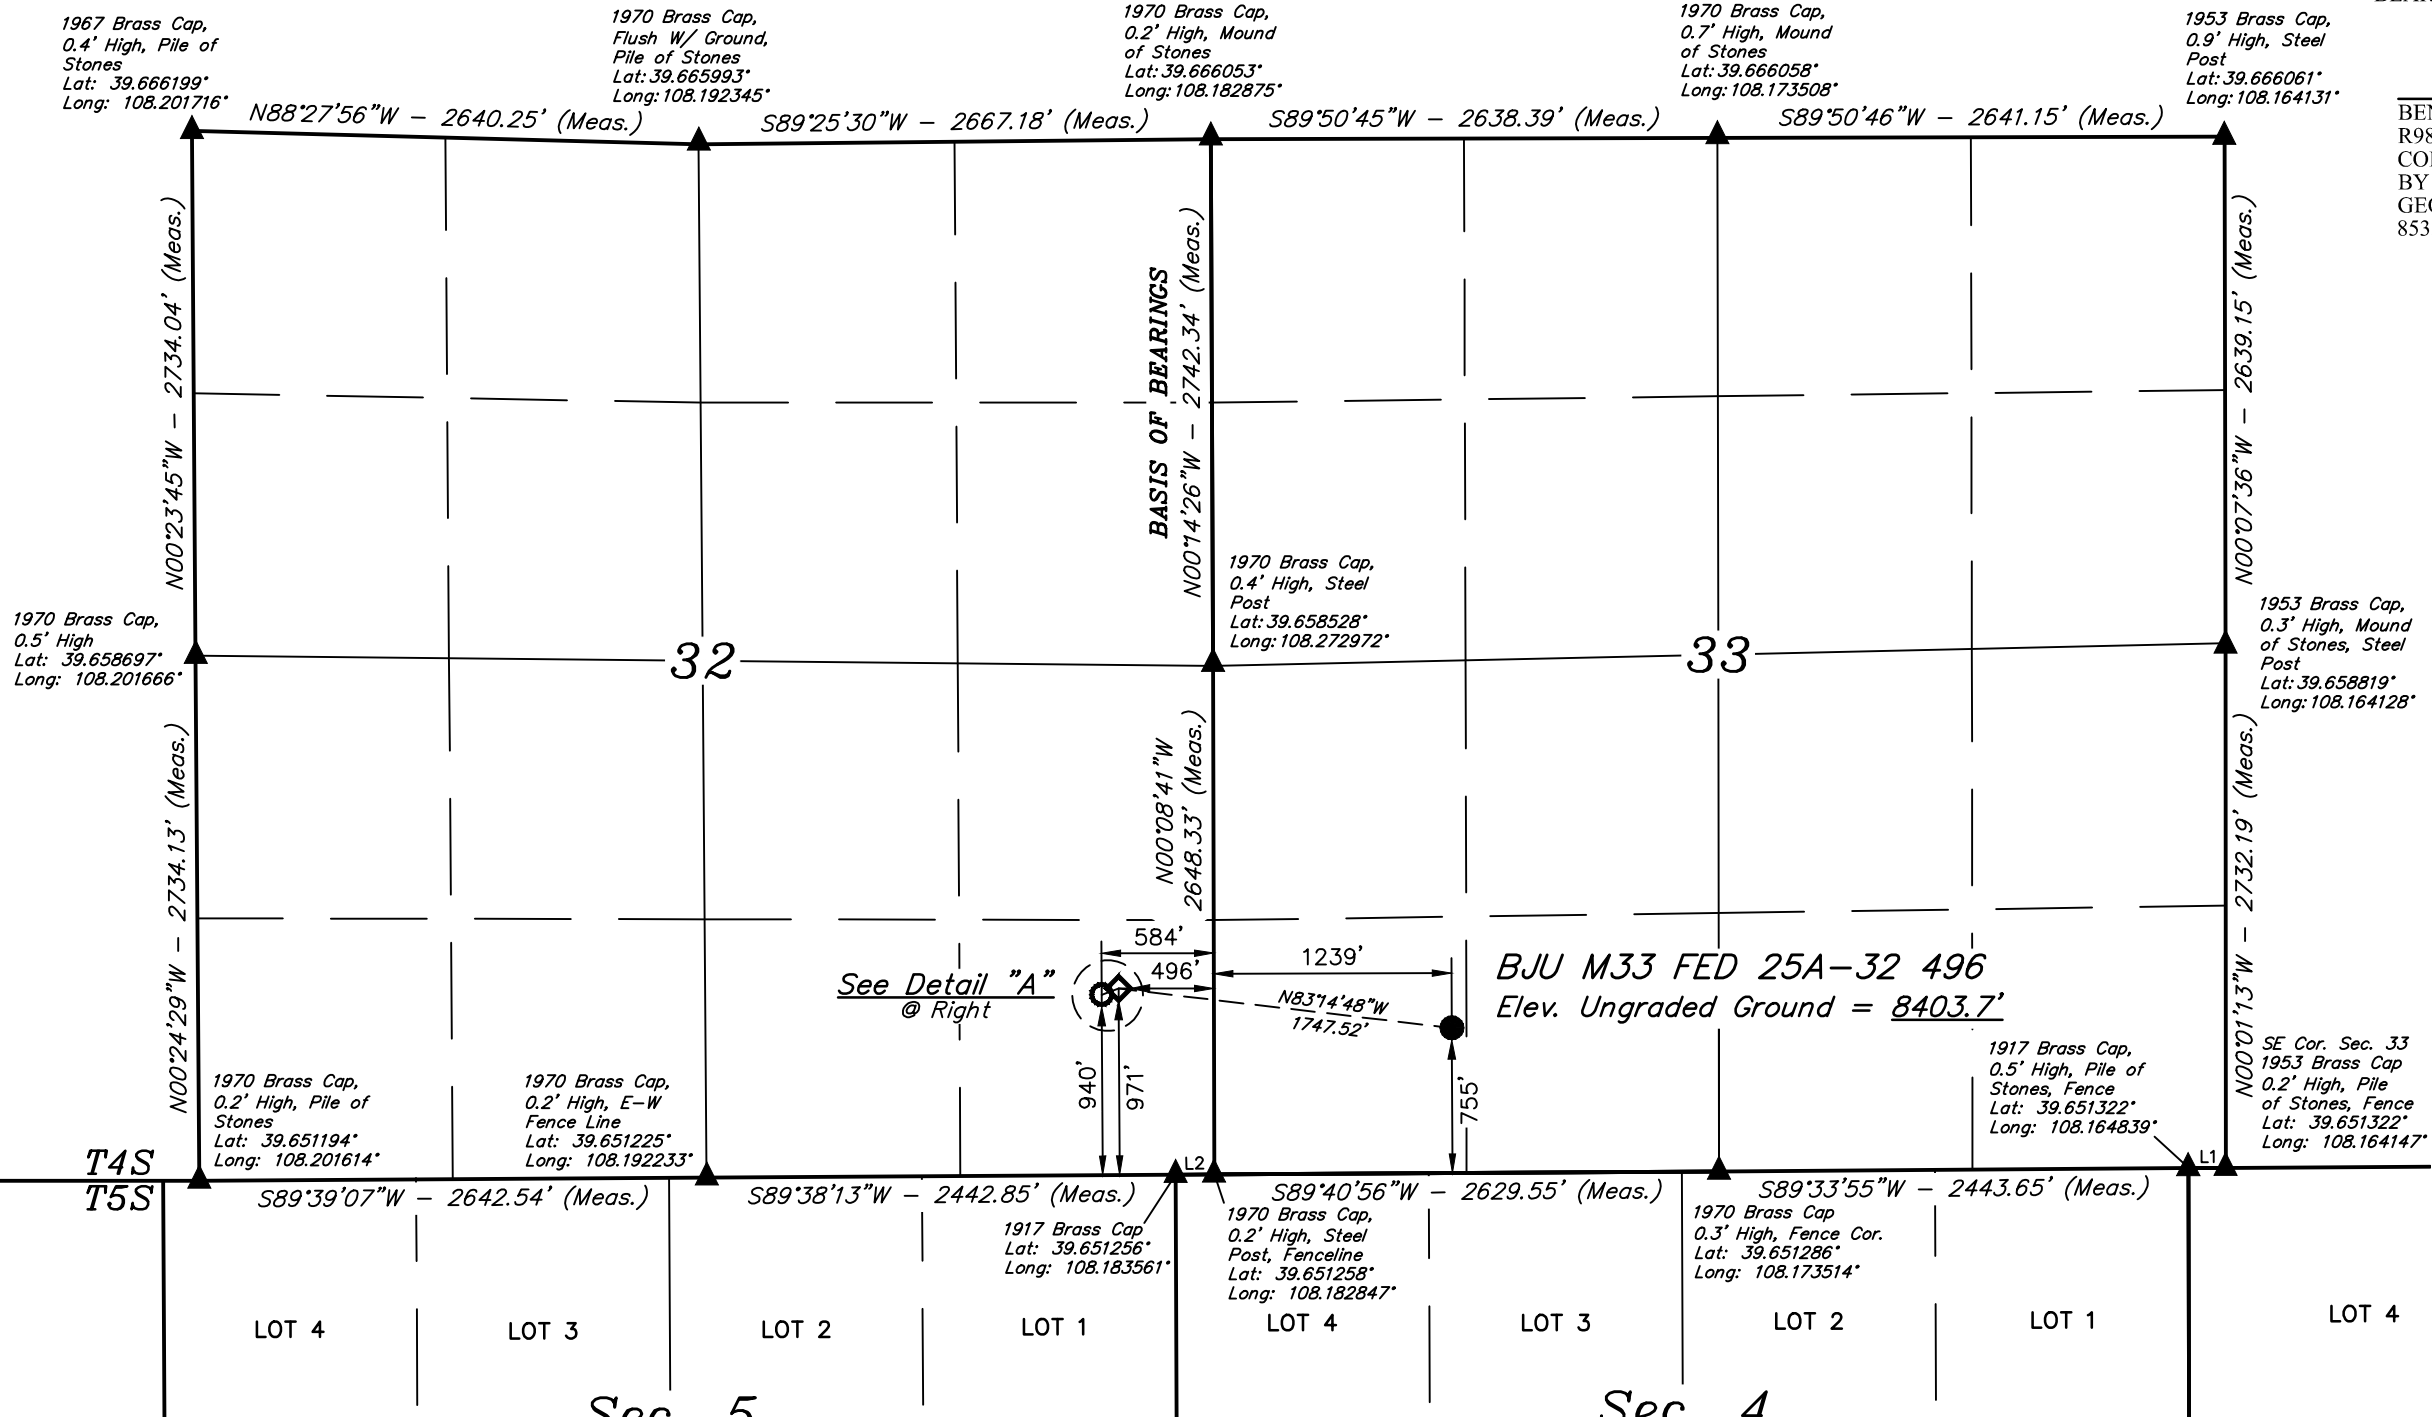 1967 Brass Cap,
0.4' High, Pile of
Stones
Lat: 39.666199°
Long: 108.201716°
1970 Brass Cap,
Flush W/ Ground,
Pile of Stones
Lat: 39.665993°
Long: 108.192345°
1970 Brass Cap,
0.2' High, Mound
of Stones
Lat: 39.666053°
Long: 108.182875°
1970 Brass Cap,
0.7' High, Mound
of Stones
Lat: 39.666058°
Long: 108.173508°
1953 Brass Cap,
0.9' High, Steel
Post
Lat: 39.666061°
Long: 108.164131°
N88°27'56"W - 2640.25' (Meas.)
S89°25'30"W - 2667.18' (Meas.)
S89°50'45"W - 2638.39' (Meas.)
S89°50'46"W - 2641.15' (Meas.)
BY
853
N00°23'45"W - 2734.04' (Meas.)
BASIS OF BEARINGS
N00°14'26"W - 2742.34' (Meas.)
N00°07'36"W - 2639.15' (Meas.)
1970 Brass Cap,
0.5' High
Lat: 39.658697°
Long: 108.201666°
1970 Brass Cap,
0.4' High, Steel
Post
Lat: 39.658528°
Long: 108.272972°
1953 Brass Cap,
0.3' High, Mound
of Stones, Steel
Post
Lat: 39.658819°
Long: 108.164128°
32
33
N00°24'29"W - 2734.13' (Meas.)
N00°08'41"W
2648.33' (Meas.)
N00°01'13"W - 2732.19' (Meas.)
584'
496'
1239'
See Detail "A"
@ Right
N83°14'48"W
1747.52'
BJU M33 FED 25A-32 496
Elev. Ungraded Ground = 8403.7'
940'
971'
755'
1970 Brass Cap,
0.2' High, Pile of
Stones
Lat: 39.651194°
Long: 108.201614°
1970 Brass Cap,
0.2' High, E-W
Fence Line
Lat: 39.651225°
Long: 108.192233°
1917 Brass Cap,
0.5' High, Pile of
Stones, Fence
Lat: 39.651322°
Long: 108.164839°
SE Cor. Sec. 33
1953 Brass Cap
0.2' High, Pile
of Stones, Fence
Lat: 39.651322°
Long: 108.164147°
T4S
T5S
L2
L1
S89°39'07"W - 2642.54' (Meas.)
S89°38'13"W - 2442.85' (Meas.)
S89°40'56"W - 2629.55' (Meas.)
S89°33'55"W - 2443.65' (Meas.)
1917 Brass Cap
Lat: 39.651256°
Long: 108.183561°
1970 Brass Cap,
0.2' High, Steel
Post, Fenceline
Lat: 39.651258°
Long: 108.182847°
1970 Brass Cap
0.3' High, Fence Cor.
Lat: 39.651286°
Long: 108.173514°
LOT 4
LOT 3
LOT 2
LOT 1
LOT 4
LOT 3
LOT 2
LOT 1
LOT 4
Sec. 5
Sec. 4